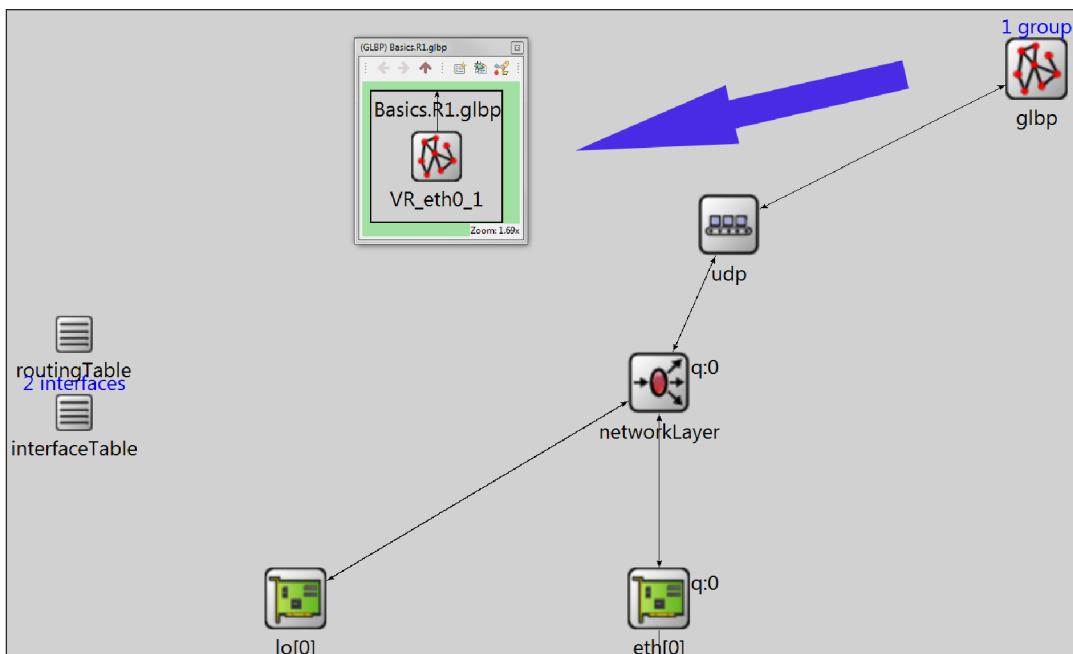 1 group
(GLBP) Basics.R1.glbp
Basics.R1.glbp
glbp
VR_eth0_1
Zoom: 1.69x
udp
routingTable
2 interfaces
q:0
networkLayer
interfaceTable
q:0
lo[0]
eth[0]